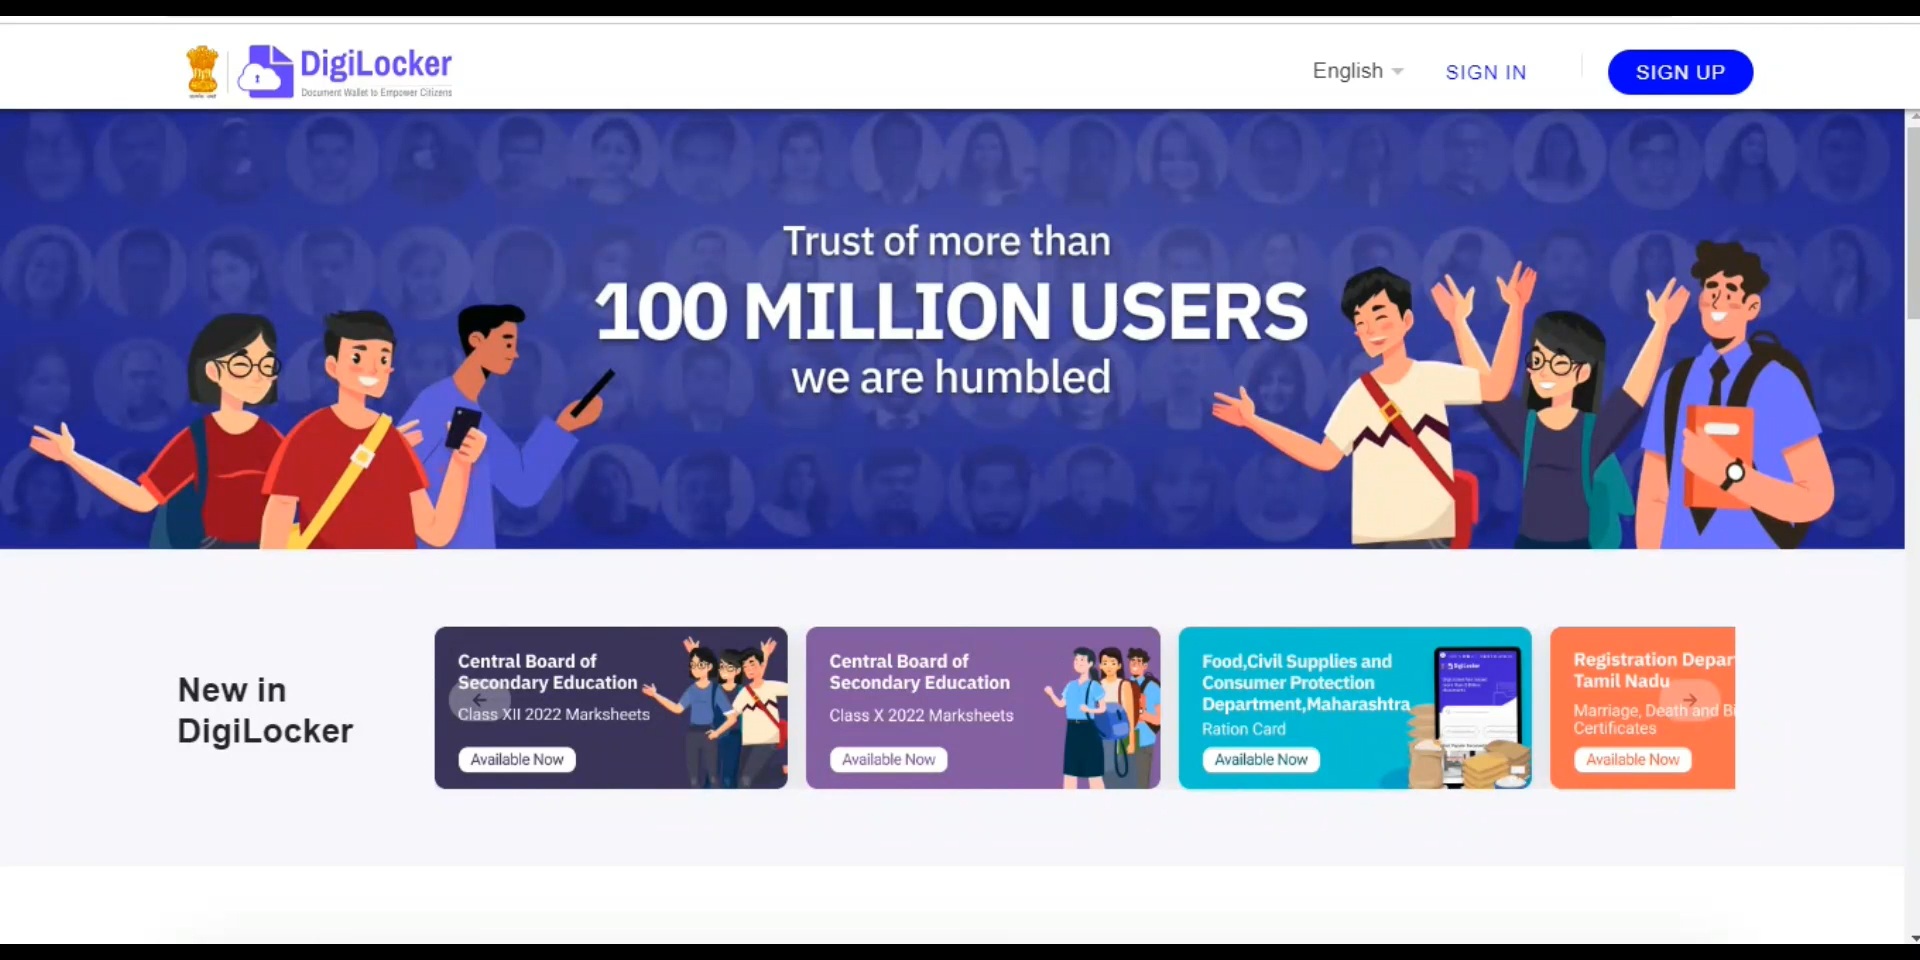 DigiLocker
Document Wallet to Empower Citizens
English
SIGN IN
SIGN UP
Trust of more than
100 MILLION USERS
we are humbled
New in
DigiLocker
Central Board of
Secondary Education
Class XII 2022 Marksheets
Available Now
Central Board of
Secondary Education
Class X 2022 Marksheets
Available Now
Food,Civil Supplies and
Consumer Protection
Department,Maharashtra
Ration Card
Available Now
DigiLocker
Registration Depar
Tamil Nadu
Marriage, Death and Bi
Certificates
Available Now